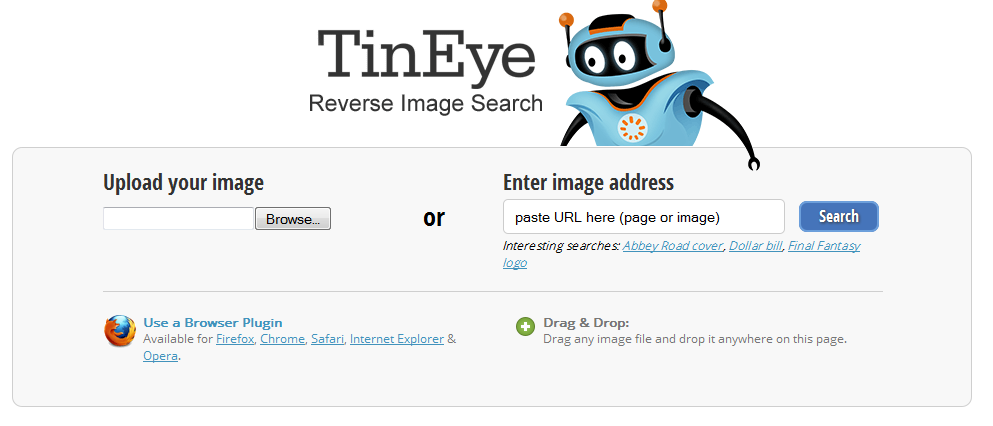 TinEye
Reverse Image Search
Upload your image
Browse...
or
Enter image address
paste URL here (page or image)
Search
Interesting searches: Abbey Road cover, Dollar bill, Final Fantasy
logo
Use a Browser Plugin
Available for Firefox, Chrome, Safari, Internet Explorer &
Opera.
Drag & Drop:
Drag any image file and drop it anywhere on this page.